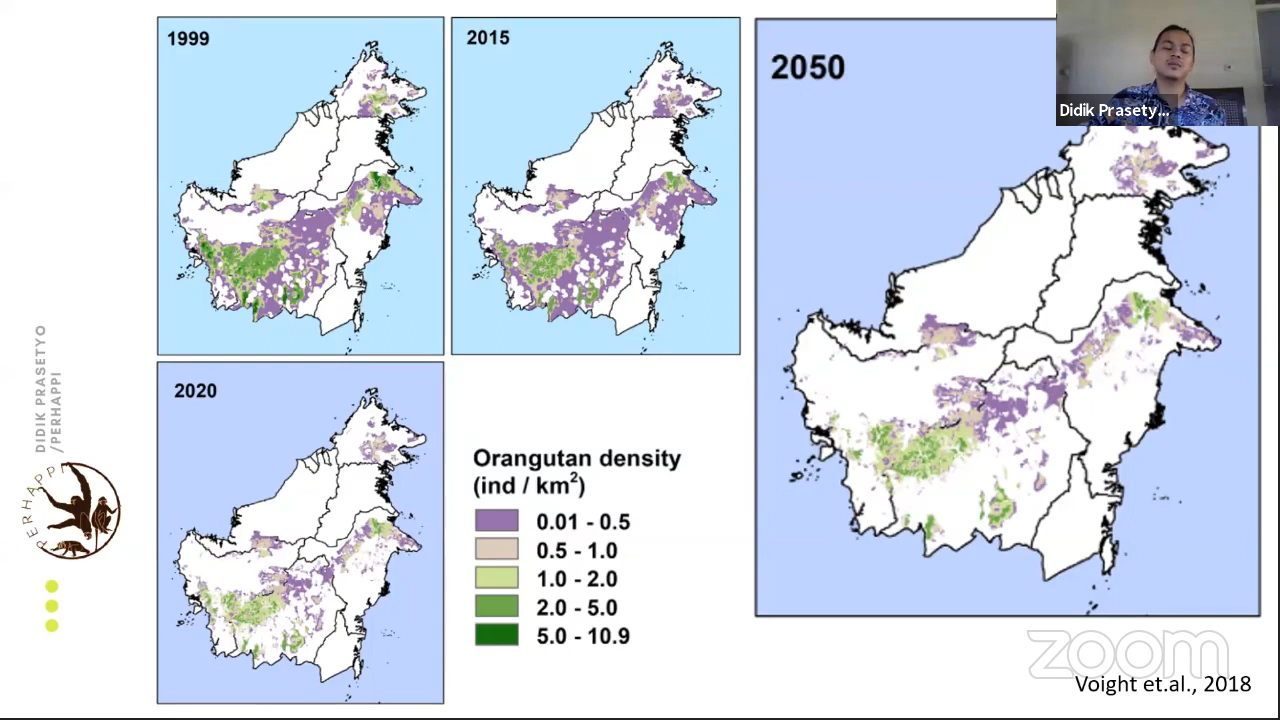 1999
2015
2050
Didik Prasety...
2020
DIDIK PRASETYO
/PERHAPPI
PERHAPPI
Orangutan density
(ind / km²)
0.01 - 0.5
0.5 - 1.0
1.0 - 2.0
2.0 - 5.0
5.0 - 10.9
zoom
Voight et.al., 2018